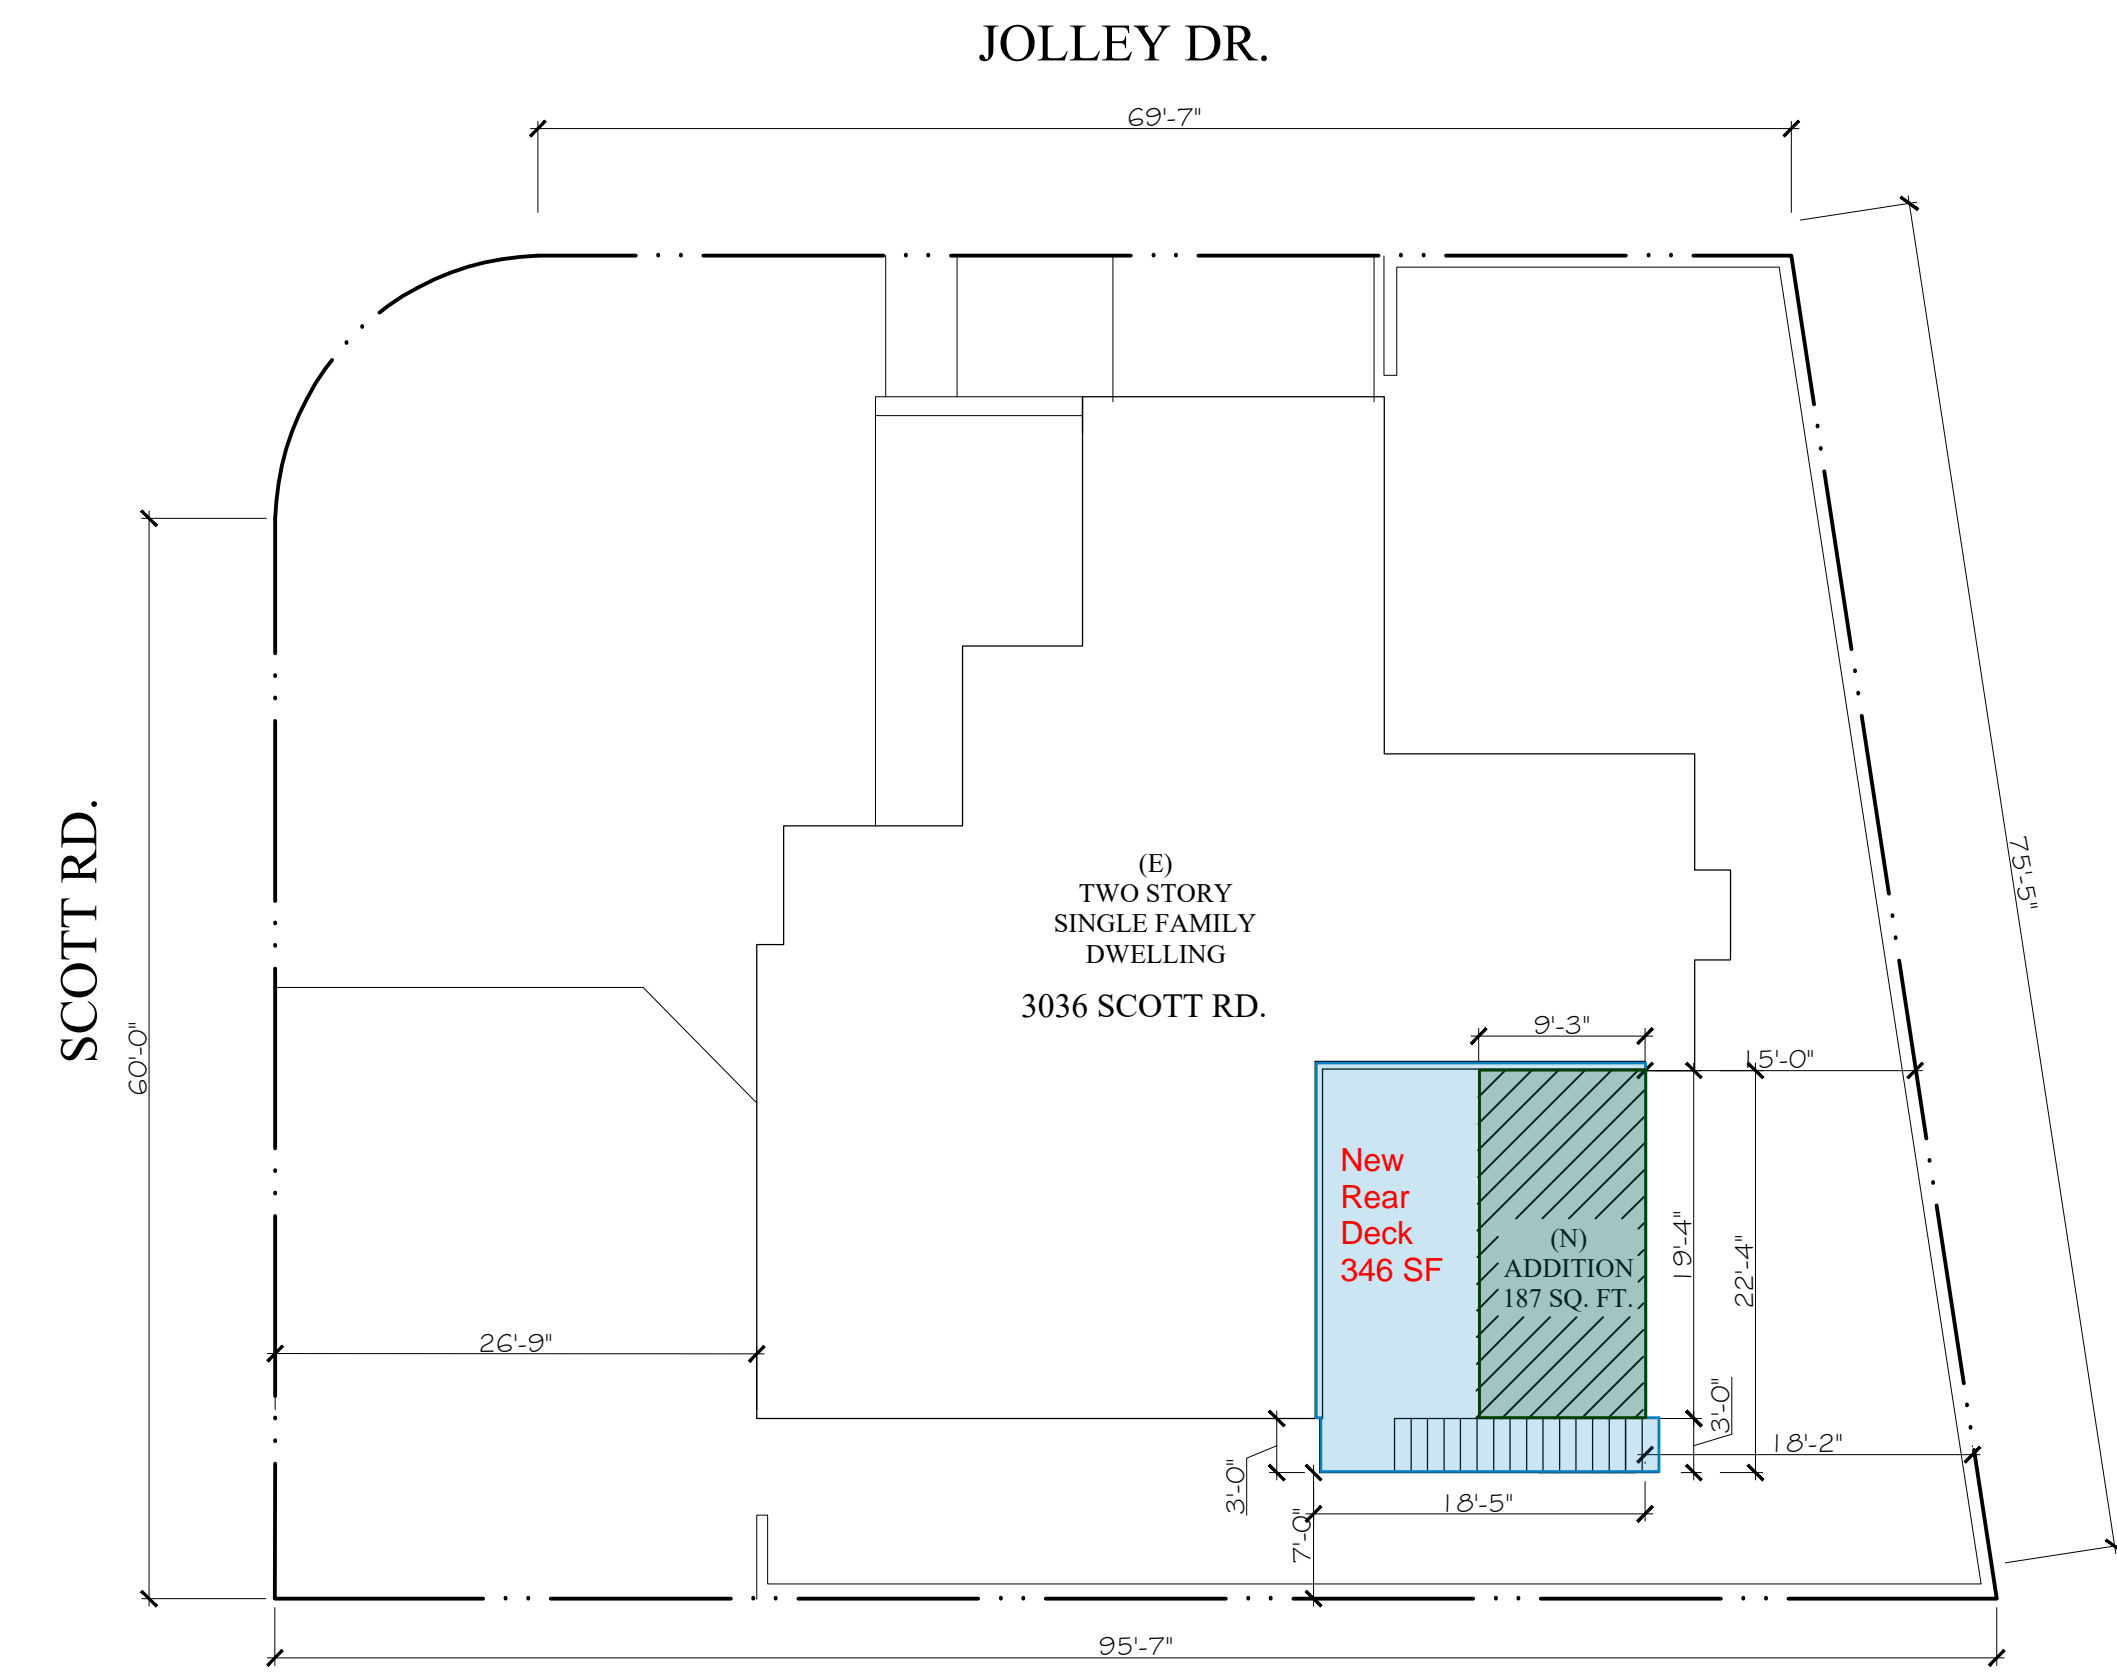 JOLLEY DR.
69'-7"
75'-5"
SCOTT RD.
60'-0"
(E)
TWO STORY
SINGLE FAMILY
DWELLING
3036 SCOTT RD.
9'-3"
15'-0"
New
Rear
Deck
346 SF
(N)
ADDITION
187 SQ. FT.
19'-4"
22'-4"
26'-9"
3'-0"
18'-2"
3'-0"
18'-5"
7'-0"
95'-7"